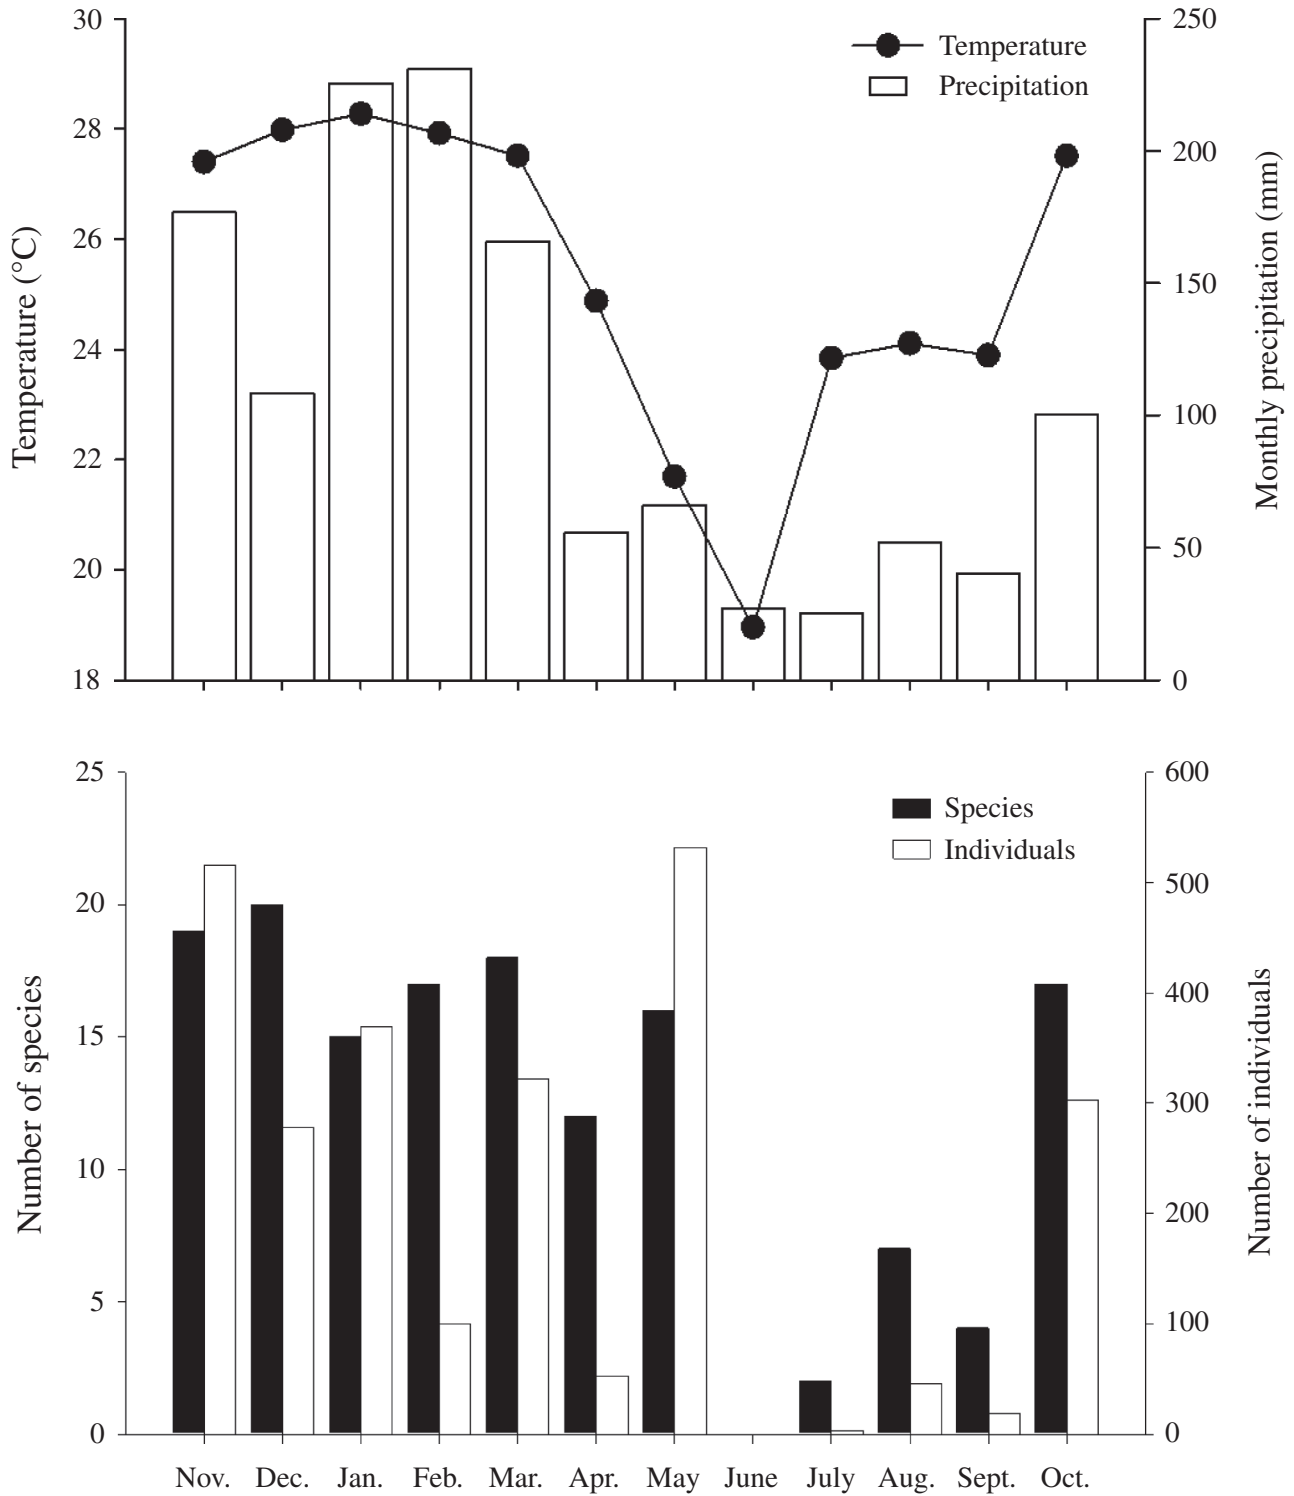 30
28
26
24
22
20
18
Temperature (°C)
Temperature
Precipitation
250
200
150
100
50
0
Monthly precipitation (mm)
25
20
15
10
5
0
Number of species
Species
Individuals
600
500
400
300
200
100
0
Number of individuals
Nov. Dec. Jan. Feb. Mar. Apr. May June July Aug. Sept. Oct.